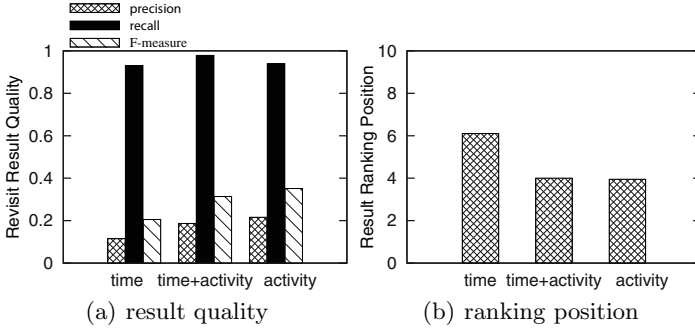 precision
recall
F-measure
Revisit Result Quality
1
0.8
0.6
0.4
0.2
0
time time+activity activity
(a) result quality
Result Ranking Position
10
8
6
4
2
0
time time+activity activity
(b) ranking position